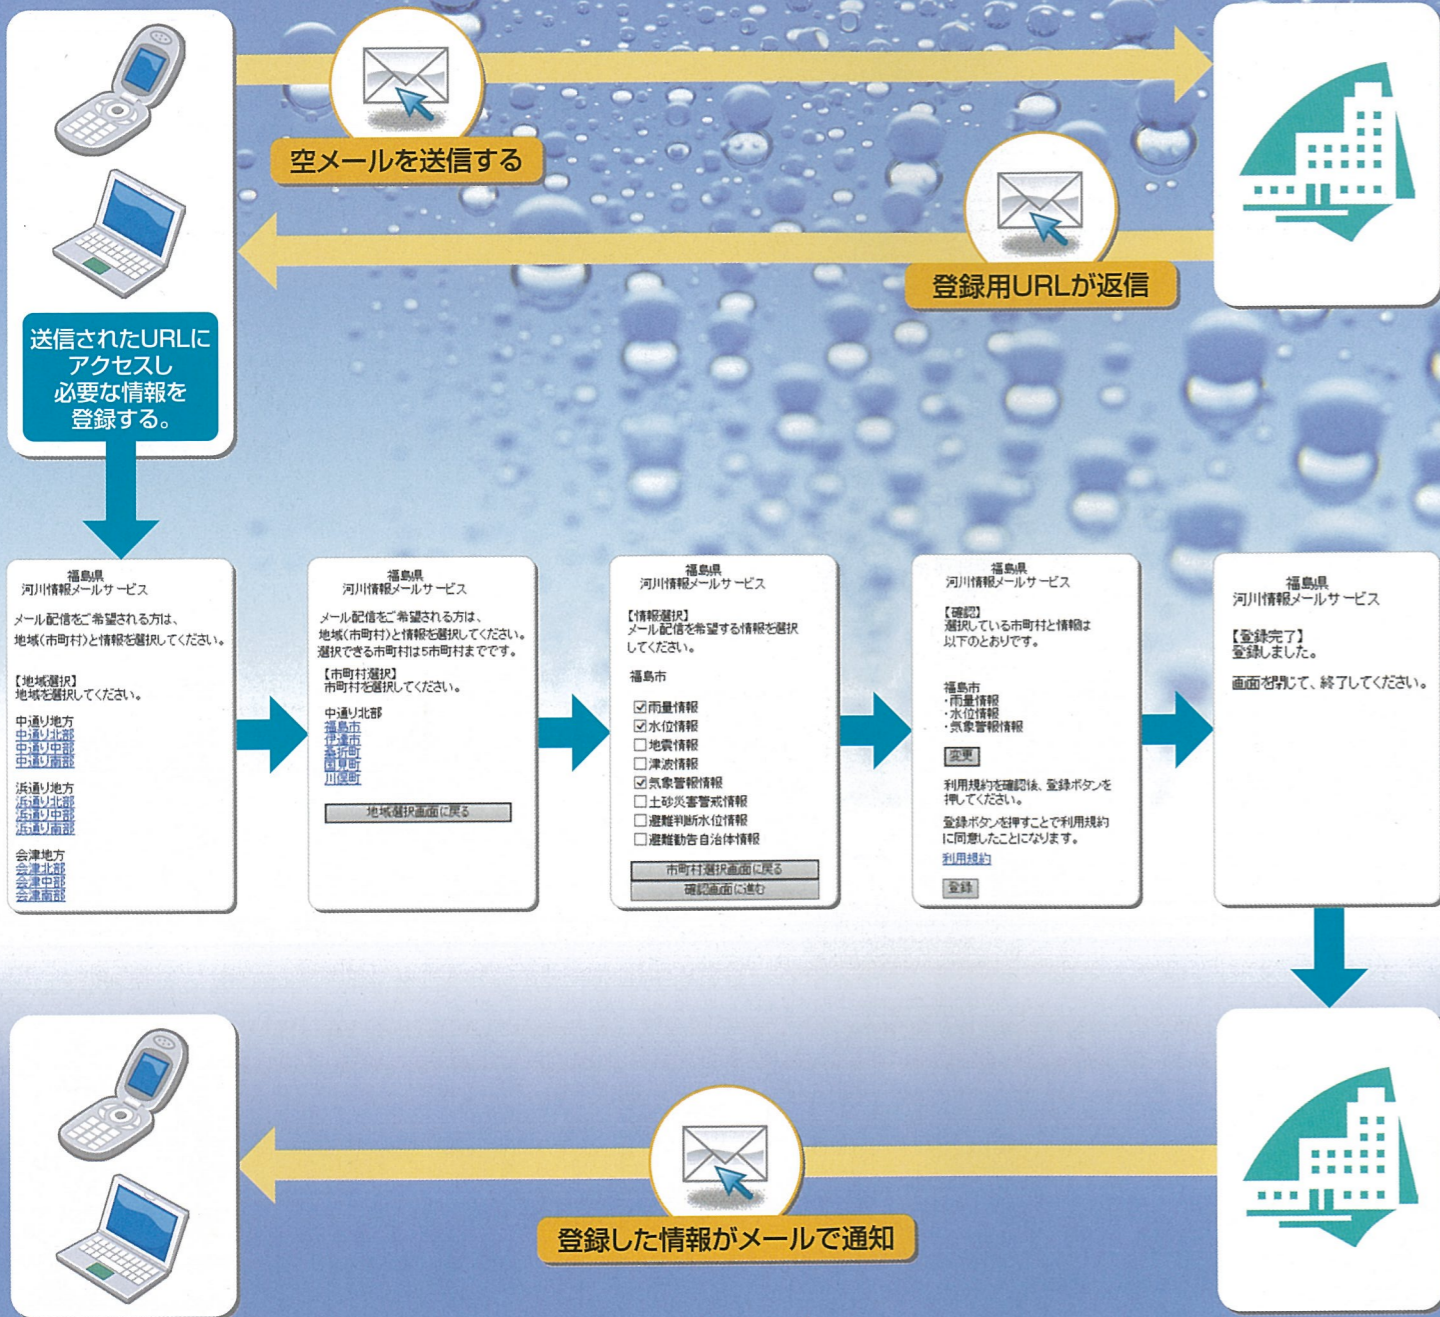 空メールを送信する
登録用URLが返信
送信されたURLに
アクセスし
必要な情報を
登録する。
福島県
河川情報メールサービス
メール配信をご希望される方は、
地域(市町村)と情報を選択してください。
【地域選択】
地域を選択してください。
中通り地方
中通り北部
中通り中部
中通り南部
浜通り地方
浜通り北部
浜通り中部
浜通り南部
会津地方
会津北部
会津中部
会津南部
福島県
河川情報メールサービス
メール配信をご希望される方は、
地域(市町村)と情報を選択してください。
選択できる市町村は5市町村までです。
【市町村選択】
市町村を選択してください。
中通り北部
福島市
伊達市
桑折町
国見町
川俣町
地域選択画面に戻る
福島県
河川情報メールサービス
【情報選択】
メール配信を希望する情報を選択
してください。
福島市
雨量情報
水位情報
地震情報
津波情報
気象警報情報
土砂災害警戒情報
避難判断水位情報
避難勧告自治体情報
市町村選択画面に戻る
確認画面に進む
福島県
河川情報メールサービス
【確認】
選択している市町村と情報は
以下のとおりです。
福島市
・雨量情報
・水位情報
・気象警報情報
変更
利用規約を確認後、登録ボタンを
押してください。
登録ボタンを押すことで利用規約
に同意したことになります。
利用規約
登録
福島県
河川情報メールサービス
【登録完了】
登録しました。
画面を閉じて、終了してください。
登録した情報がメールで通知